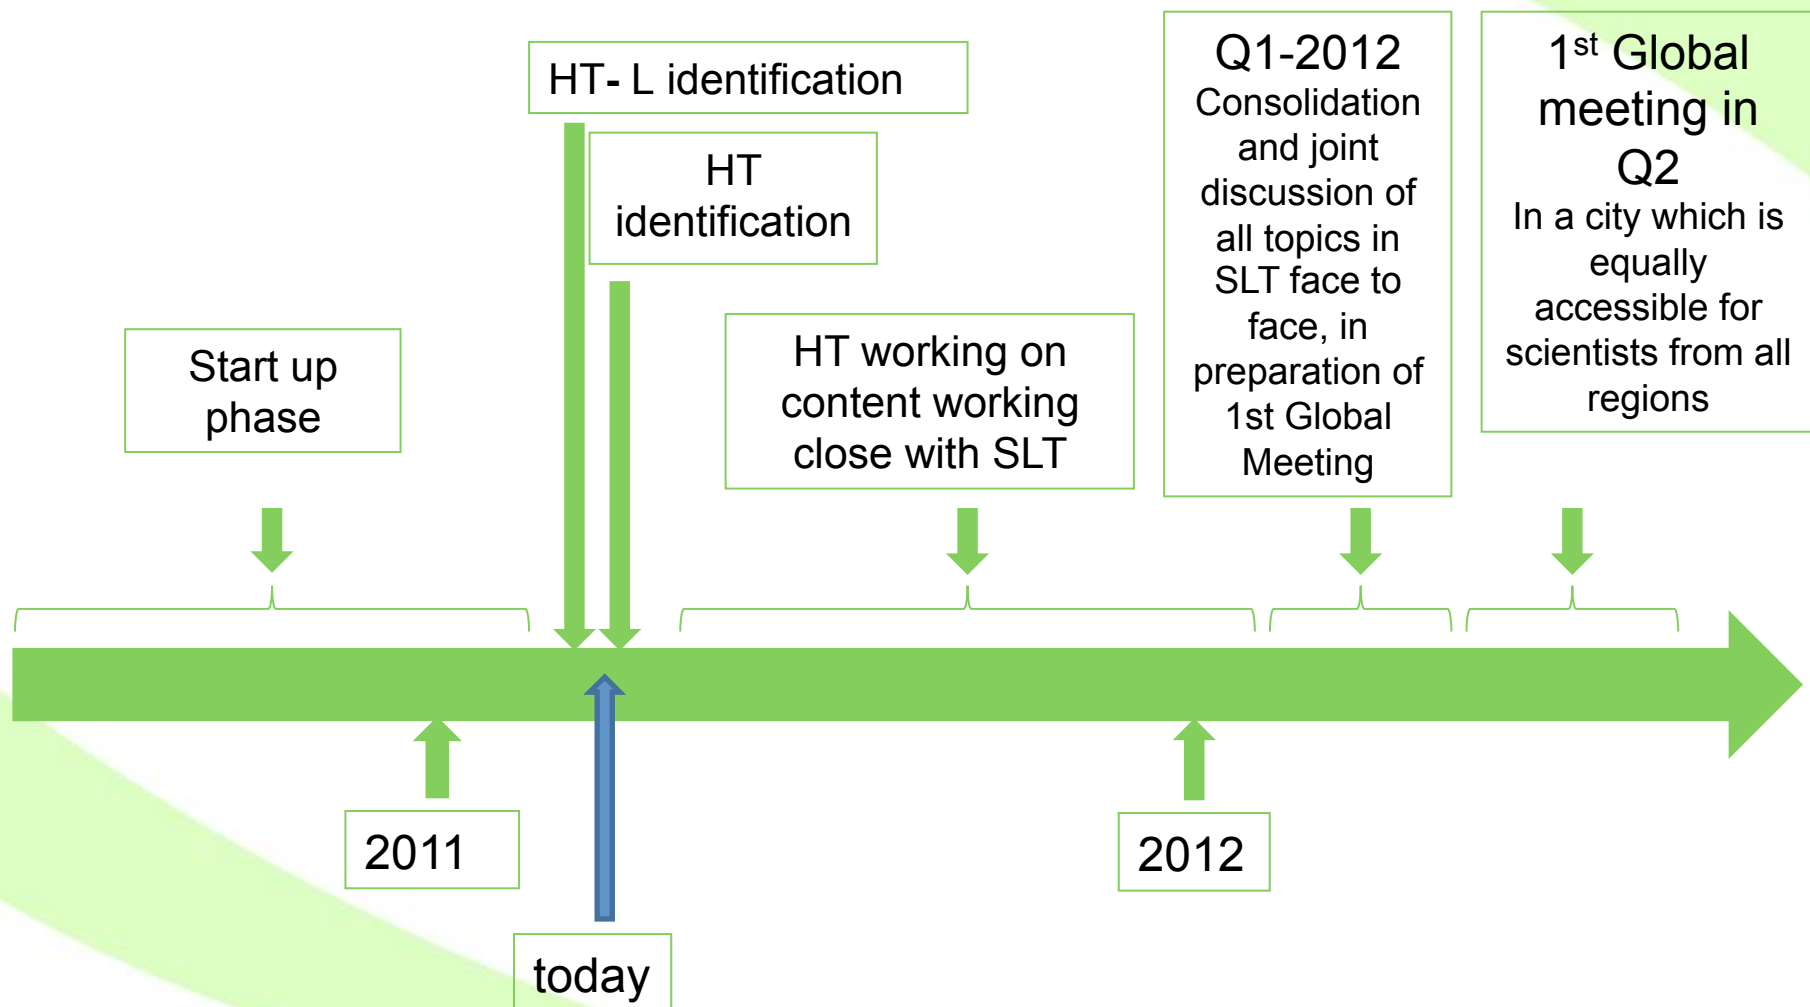 HT- L identification
HT
identification
Start up
phase
HT working on
content working
close with SLT
Q1-2012
Consolidation
and joint
discussion of
all topics in
SLT face to
face, in
preparation of
1st Global
Meeting
1st Global
meeting in
Q2
In a city which is
equally
accessible for
scientists from all
regions
2011
2012
today